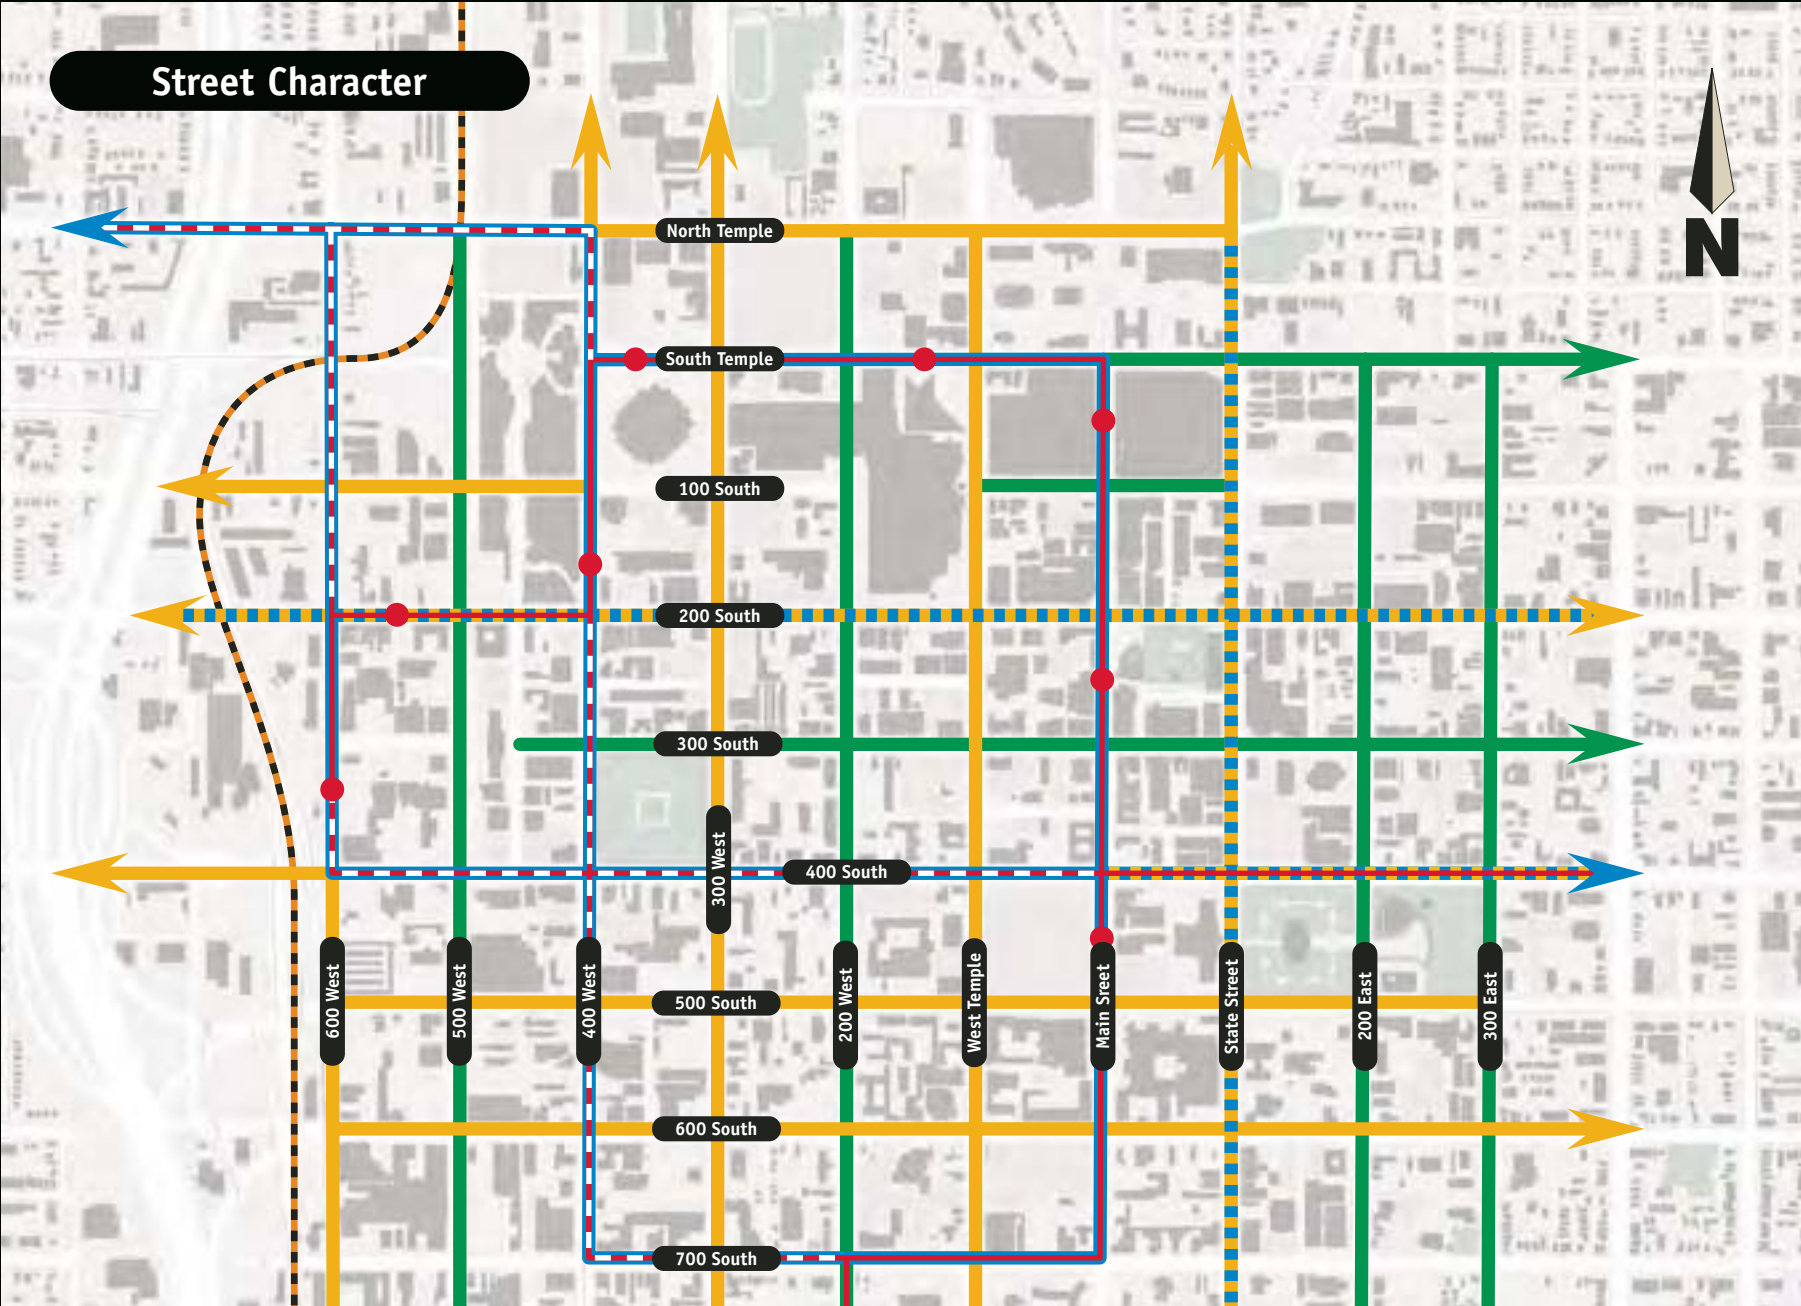 Street Character
N
North Temple
South Temple
100 South
200 South
300 South
300 West
400 South
600 West
500 West
400 West
500 South
200 West
West Temple
Main Sreet
State Street
200 East
300 East
600 South
700 South